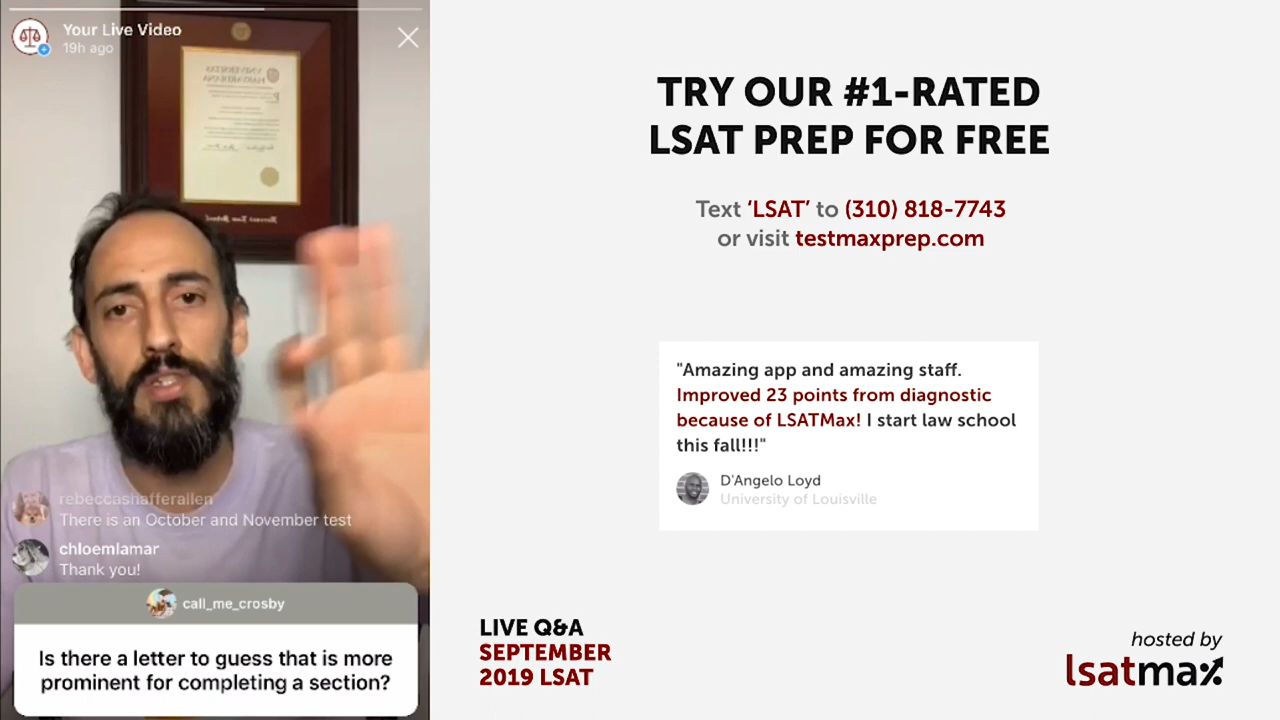 Your Live Video
19h ago
rebeccashafferallen
There is an October and November test
chloemlamar
Thank you!
call_me_crosby
Is there a letter to guess that is more
prominent for completing a section?
TRY OUR #1-RATED
LSAT PREP FOR FREE
Text ‘LSAT’ to (310) 818-7743
or visit testmaxprep.com
"Amazing app and amazing staff.
Improved 23 points from diagnostic
because of LSATMax! I start law school
this fall!!!"
D'Angelo Loyd
University of Louisville
LIVE Q&A
SEPTEMBER
2019 LSAT
hosted by
lsatmax